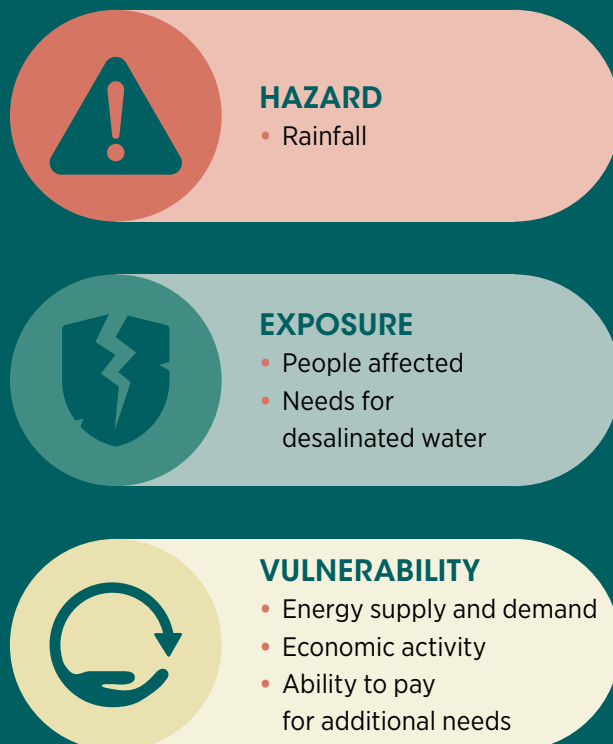 HAZARD
• Rainfall
EXPOSURE
• People affected
• Needs for
desalinated water
VULNERABILITY
• Energy supply and demand
• Economic activity
• Ability to pay
for additional needs